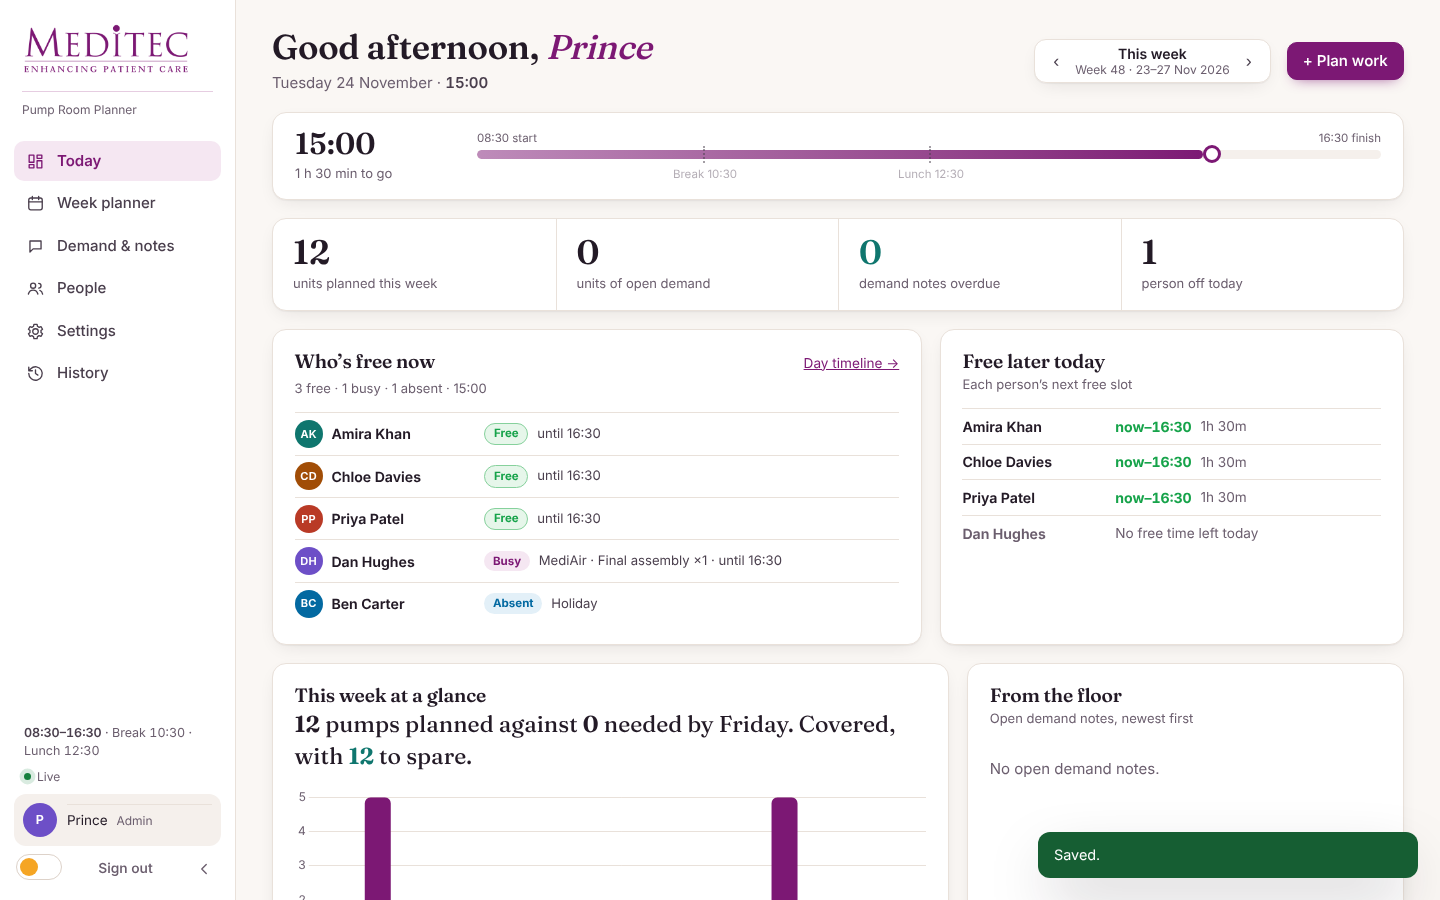 MEDiTEC
ENHANCING PATIENT CARE
Pump Room Planner
Today
Week planner
Demand & notes
People
Settings
History
08:30–16:30 · Break 10:30 ·
Lunch 12:30
Live
P Prince Admin
Sign out
Good afternoon, Prince
Tuesday 24 November · 15:00
‹ This week ›
Week 48 · 23–27 Nov 2026
+ Plan work
15:00
1 h 30 min to go
08:30 start 16:30 finish
Break 10:30 Lunch 12:30
12
units planned this week
0
units of open demand
0
demand notes overdue
1
person off today
Who’s free now
Day timeline →
3 free · 1 busy · 1 absent · 15:00
AK Amira Khan Free until 16:30
CD Chloe Davies Free until 16:30
PP Priya Patel Free until 16:30
DH Dan Hughes Busy MediAir · Final assembly ×1 · until 16:30
BC Ben Carter Absent Holiday
Free later today
Each person’s next free slot
Amira Khan now–16:30 1h 30m
Chloe Davies now–16:30 1h 30m
Priya Patel now–16:30 1h 30m
Dan Hughes No free time left today
This week at a glance
12 pumps planned against 0 needed by Friday. Covered,
with 12 to spare.
5
4
3
2
From the floor
Open demand notes, newest first
No open demand notes.
Saved.